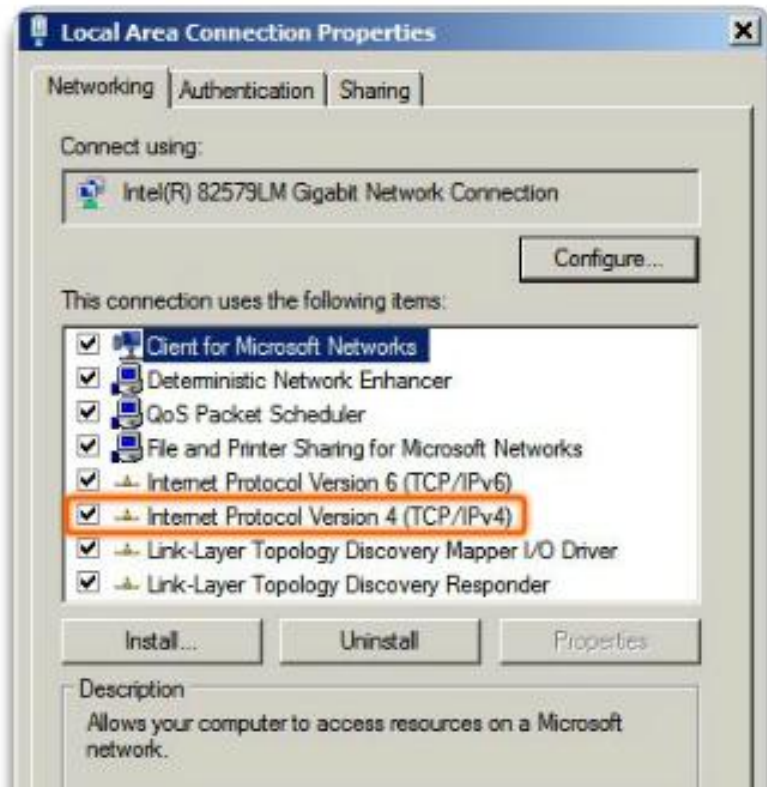 Local Area Connection Properties
Networking Authentication Sharing
Connect using:
Intel(R) 82579LM Gigabit Network Connection
Configure...
This connection uses the following items:
Client for Microsoft Networks
Deterministic Network Enhancer
QoS Packet Scheduler
File and Printer Sharing for Microsoft Networks
Internet Protocol Version 6 (TCP/IPv6)
Internet Protocol Version 4 (TCP/IPv4)
Link-Layer Topology Discovery Mapper I/O Driver
Link-Layer Topology Discovery Responder
Install... Uninstall Properties
Description
Allows your computer to access resources on a Microsoft
network.